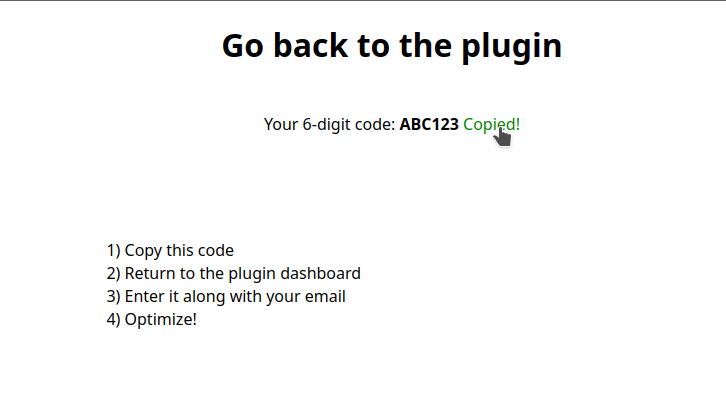 Go back to the plugin
Your 6-digit code: ABC123 Copied!
1) Copy this code
2) Return to the plugin dashboard
3) Enter it along with your email
4) Optimize!